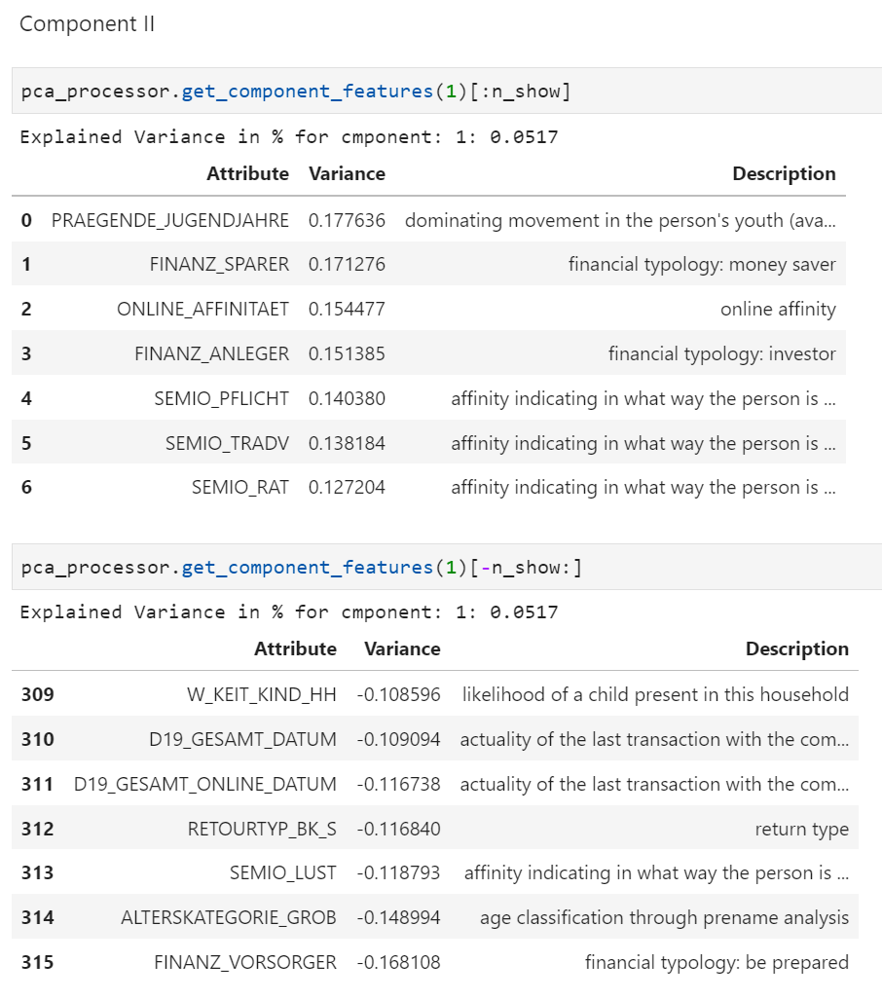 Component II
pca_processor.get_component_features(1)[:n_show]
Explained Variance in % for cmponent: 1: 0.0517
Attribute Variance Description
0 PRAEGENDE_JUGENDJAHRE 0.177636 dominating movement in the person's youth (ava...
1 FINANZ_SPARER 0.171276 financial typology: money saver
2 ONLINE_AFFINITAET 0.154477 online affinity
3 FINANZ_ANLEGER 0.151385 financial typology: investor
4 SEMIO_PFLICHT 0.140380 affinity indicating in what way the person is ...
5 SEMIO_TRADV 0.138184 affinity indicating in what way the person is ...
6 SEMIO_RAT 0.127204 affinity indicating in what way the person is ...
pca_processor.get_component_features(1)[-n_show:]
Explained Variance in % for cmponent: 1: 0.0517
Attribute Variance Description
309 W_KEIT_KIND_HH -0.108596 likelihood of a child present in this household
310 D19_GESAMT_DATUM -0.109094 actuality of the last transaction with the com...
311 D19_GESAMT_ONLINE_DATUM -0.116738 actuality of the last transaction with the com...
312 RETOURTYP_BK_S -0.116840 return type
313 SEMIO_LUST -0.118793 affinity indicating in what way the person is ...
314 ALTERSKATEGORIE_GROB -0.148994 age classification through prename analysis
315 FINANZ_VORSORGER -0.168108 financial typology: be prepared